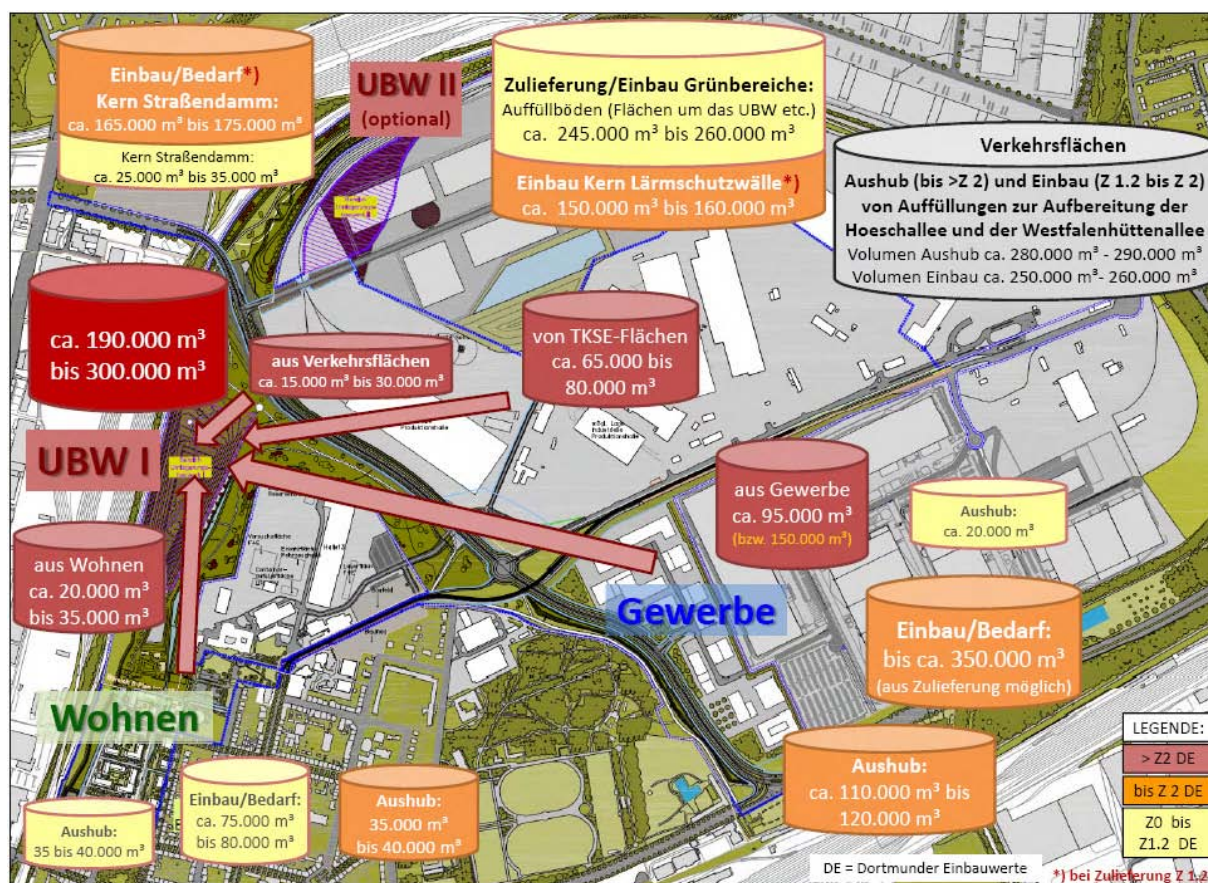 Einbau/Bedarf*)
Kern Straßendamm:
ca. 165.000 m³ bis 175.000 m³
Kern Straßendamm:
ca. 25.000 m³ bis 35.000 m³
UBW II
(optional)
Zulieferung/Einbau Grünbereiche:
Auffüllböden (Flächen um das UBW etc.)
ca. 245.000 m³ bis 260.000 m³
Einbau Kern Lärmschutzwälle*)
ca. 150.000 m³ bis 160.000 m³
Verkehrsflächen
Aushub (bis >Z 2) und Einbau (Z 1.2 bis Z 2)
von Auffüllungen zur Aufbereitung der
Hoeschallee und der Westfalenhüttenallee
Volumen Aushub ca. 280.000 m³ - 290.000 m³
Volumen Einbau ca. 250.000 m³- 260.000 m³
ca. 190.000 m³
bis 300.000 m³
aus Verkehrsflächen
ca. 15.000 m³ bis 30.000 m³
von TKSE-Flächen
ca. 65.000 bis
80.000 m³
Produktionshalle
mögl. Lage
Industrielle
Produktionshalle
UBW I
aus Gewerbe
ca. 95.000 m³
(bzw. 150.000 m³)
Aushub:
ca. 20.000 m³
aus Wohnen
ca. 20.000 m³
bis 35.000 m³
Gewerbe
Einbau/Bedarf:
bis ca. 350.000 m³
(aus Zulieferung möglich)
Wohnen
Aushub:
35 bis 40.000 m³
Einbau/Bedarf:
ca. 75.000 m³
bis 80.000 m³
Aushub:
35.000 m³
bis 40.000 m³
Aushub:
ca. 110.000 m³ bis
120.000 m³
LEGENDE:
> Z2 DE
bis Z 2 DE
Z0 bis
Z1.2 DE
DE = Dortmunder Einbauwerte
*) bei Zulieferung Z 1.2